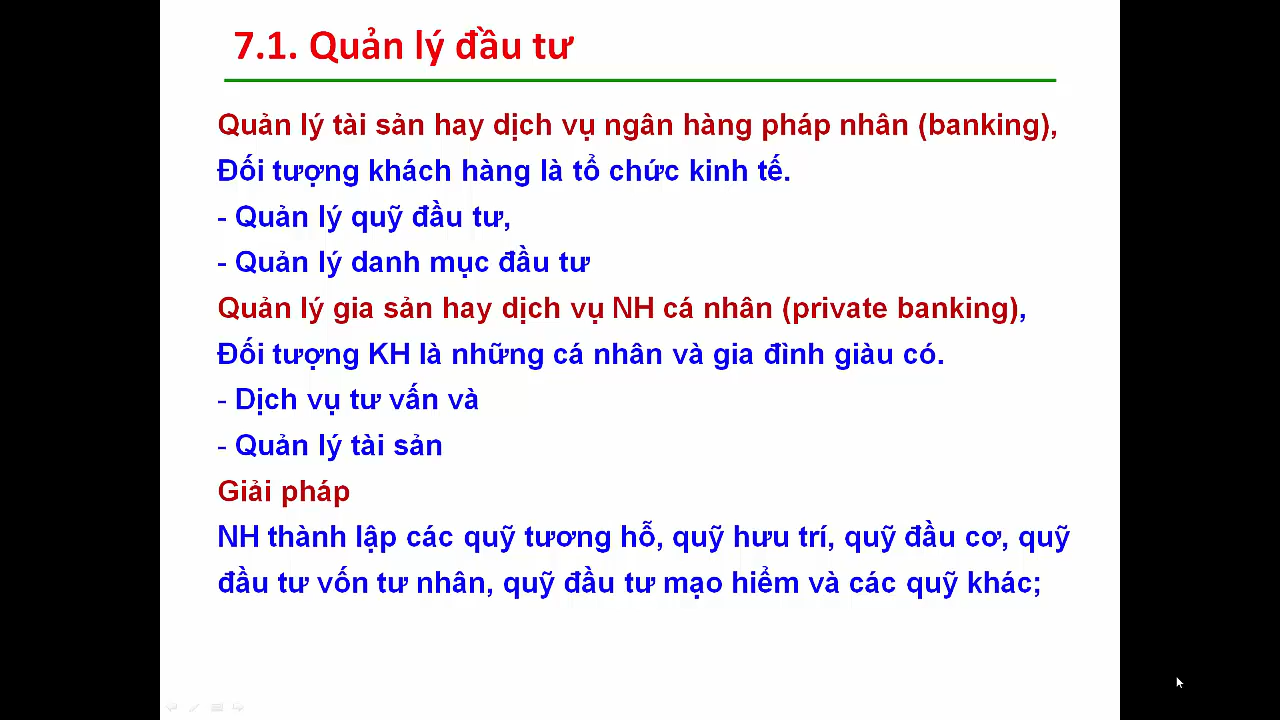 7.1. Quản lý đầu tư
Quản lý tài sản hay dịch vụ ngân hàng pháp nhân (banking),
Đối tượng khách hàng là tổ chức kinh tế.
- Quản lý quỹ đầu tư,
- Quản lý danh mục đầu tư
Quản lý gia sản hay dịch vụ NH cá nhân (private banking),
Đối tượng KH là những cá nhân và gia đình giàu có.
- Dịch vụ tư vấn và
- Quản lý tài sản
Giải pháp
NH thành lập các quỹ tương hỗ, quỹ hưu trí, quỹ đầu cơ, quỹ
đầu tư vốn tư nhân, quỹ đầu tư mạo hiểm và các quỹ khác;